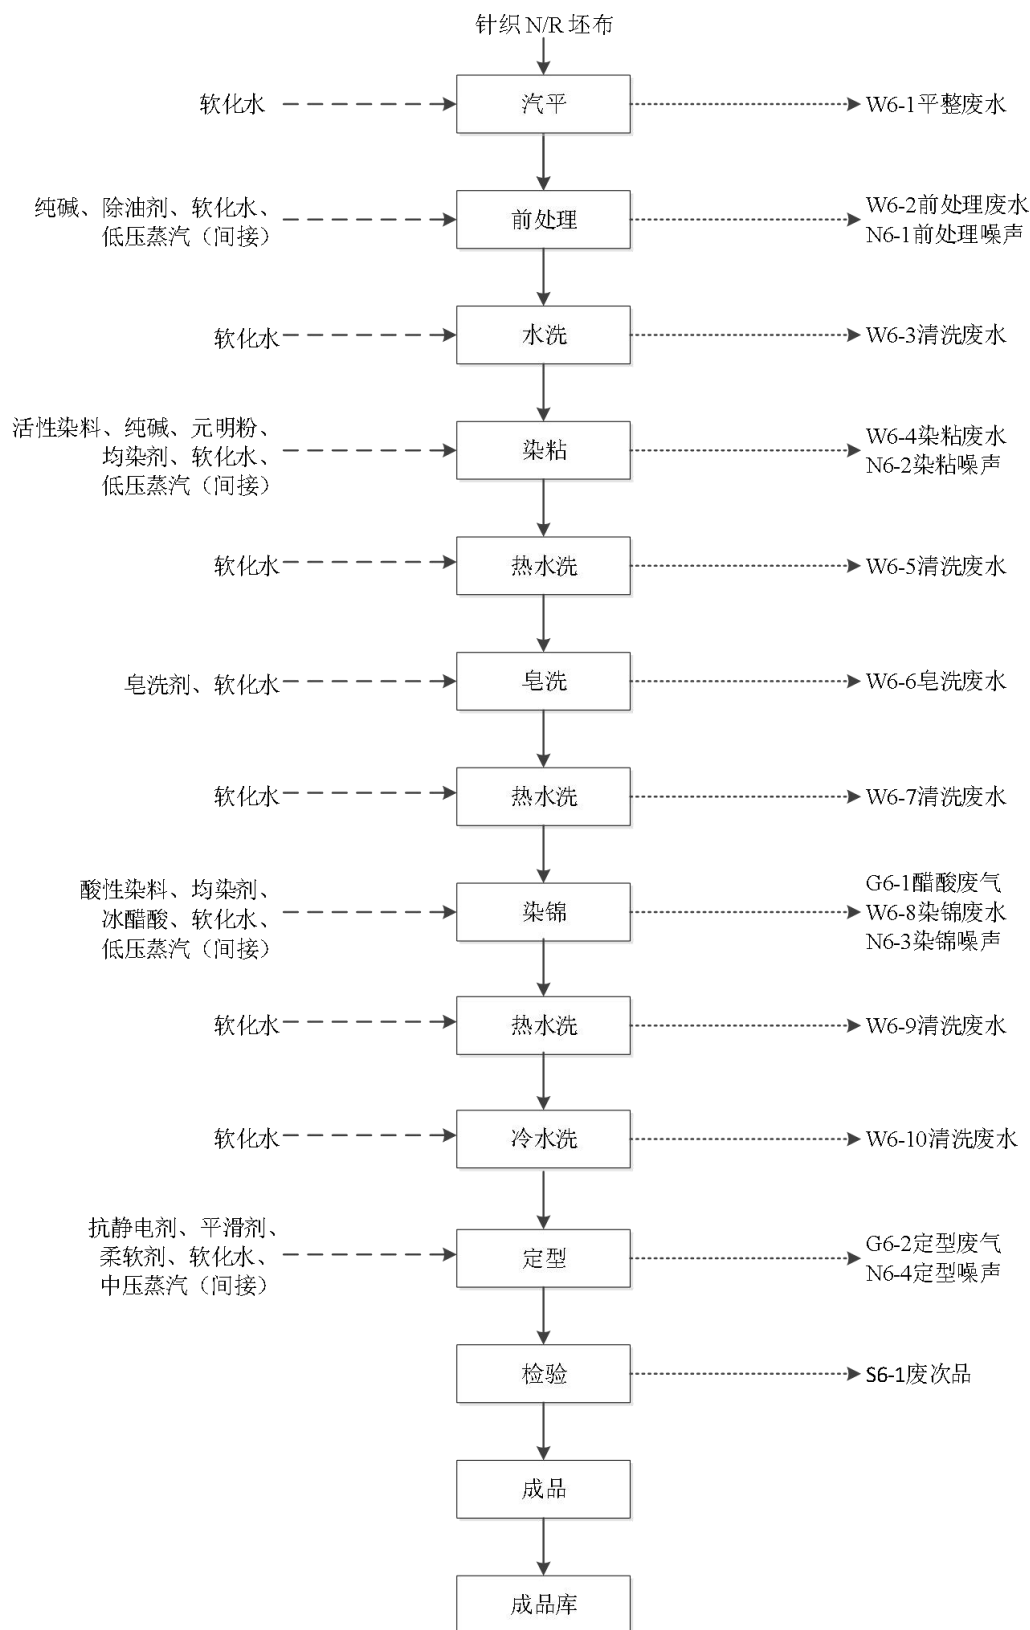 针织 N/R 坯布
软化水
汽平
W6-1平整废水
纯碱、除油剂、软化水、
低压蒸汽（间接）
前处理
W6-2前处理废水
N6-1前处理噪声
软化水
水洗
W6-3清洗废水
活性染料、纯碱、元明粉、
均染剂、软化水、
低压蒸汽（间接）
染粘
W6-4染粘废水
N6-2染粘噪声
软化水
热水洗
W6-5清洗废水
皂洗剂、软化水
皂洗
W6-6皂洗废水
软化水
热水洗
W6-7清洗废水
酸性染料、均染剂、
冰醋酸、软化水、
低压蒸汽（间接）
染锦
G6-1醋酸废气
W6-8染锦废水
N6-3染锦噪声
软化水
热水洗
W6-9清洗废水
软化水
冷水洗
W6-10清洗废水
抗静电剂、平滑剂、
柔软剂、软化水、
中压蒸汽（间接）
定型
G6-2定型废气
N6-4定型噪声
检验
S6-1废次品
成品
成品库